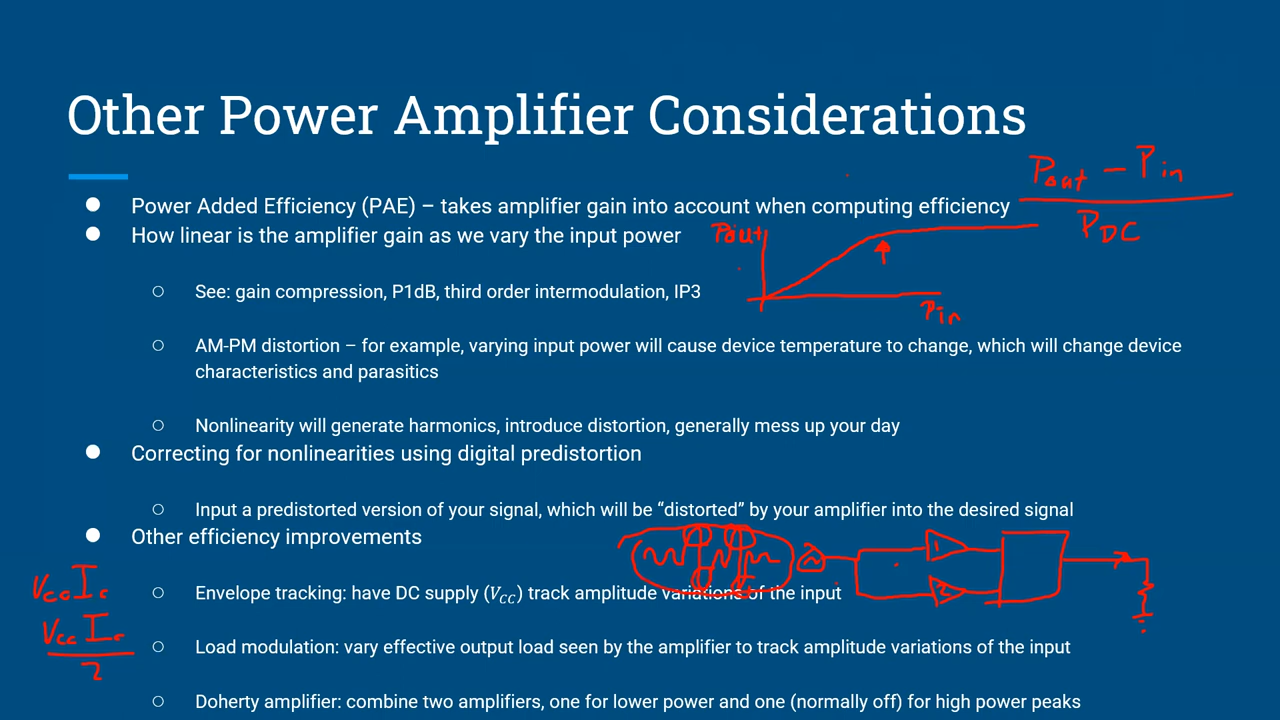 Other Power Amplifier Considerations
Pout - Pin
PDC
● Power Added Efficiency (PAE) – takes amplifier gain into account when computing efficiency
● How linear is the amplifier gain as we vary the input power
Pout
Pin
○ See: gain compression, P1dB, third order intermodulation, IP3
○ AM-PM distortion – for example, varying input power will cause device temperature to change, which will change device
characteristics and parasitics
○ Nonlinearity will generate harmonics, introduce distortion, generally mess up your day
● Correcting for nonlinearities using digital predistortion
○ Input a predistorted version of your signal, which will be “distorted” by your amplifier into the desired signal
● Other efficiency improvements
1
2
Vcc Ic
○ Envelope tracking: have DC supply (VCC) track amplitude variations of the input
Vcc Ic
2
○ Load modulation: vary effective output load seen by the amplifier to track amplitude variations of the input
○ Doherty amplifier: combine two amplifiers, one for lower power and one (normally off) for high power peaks